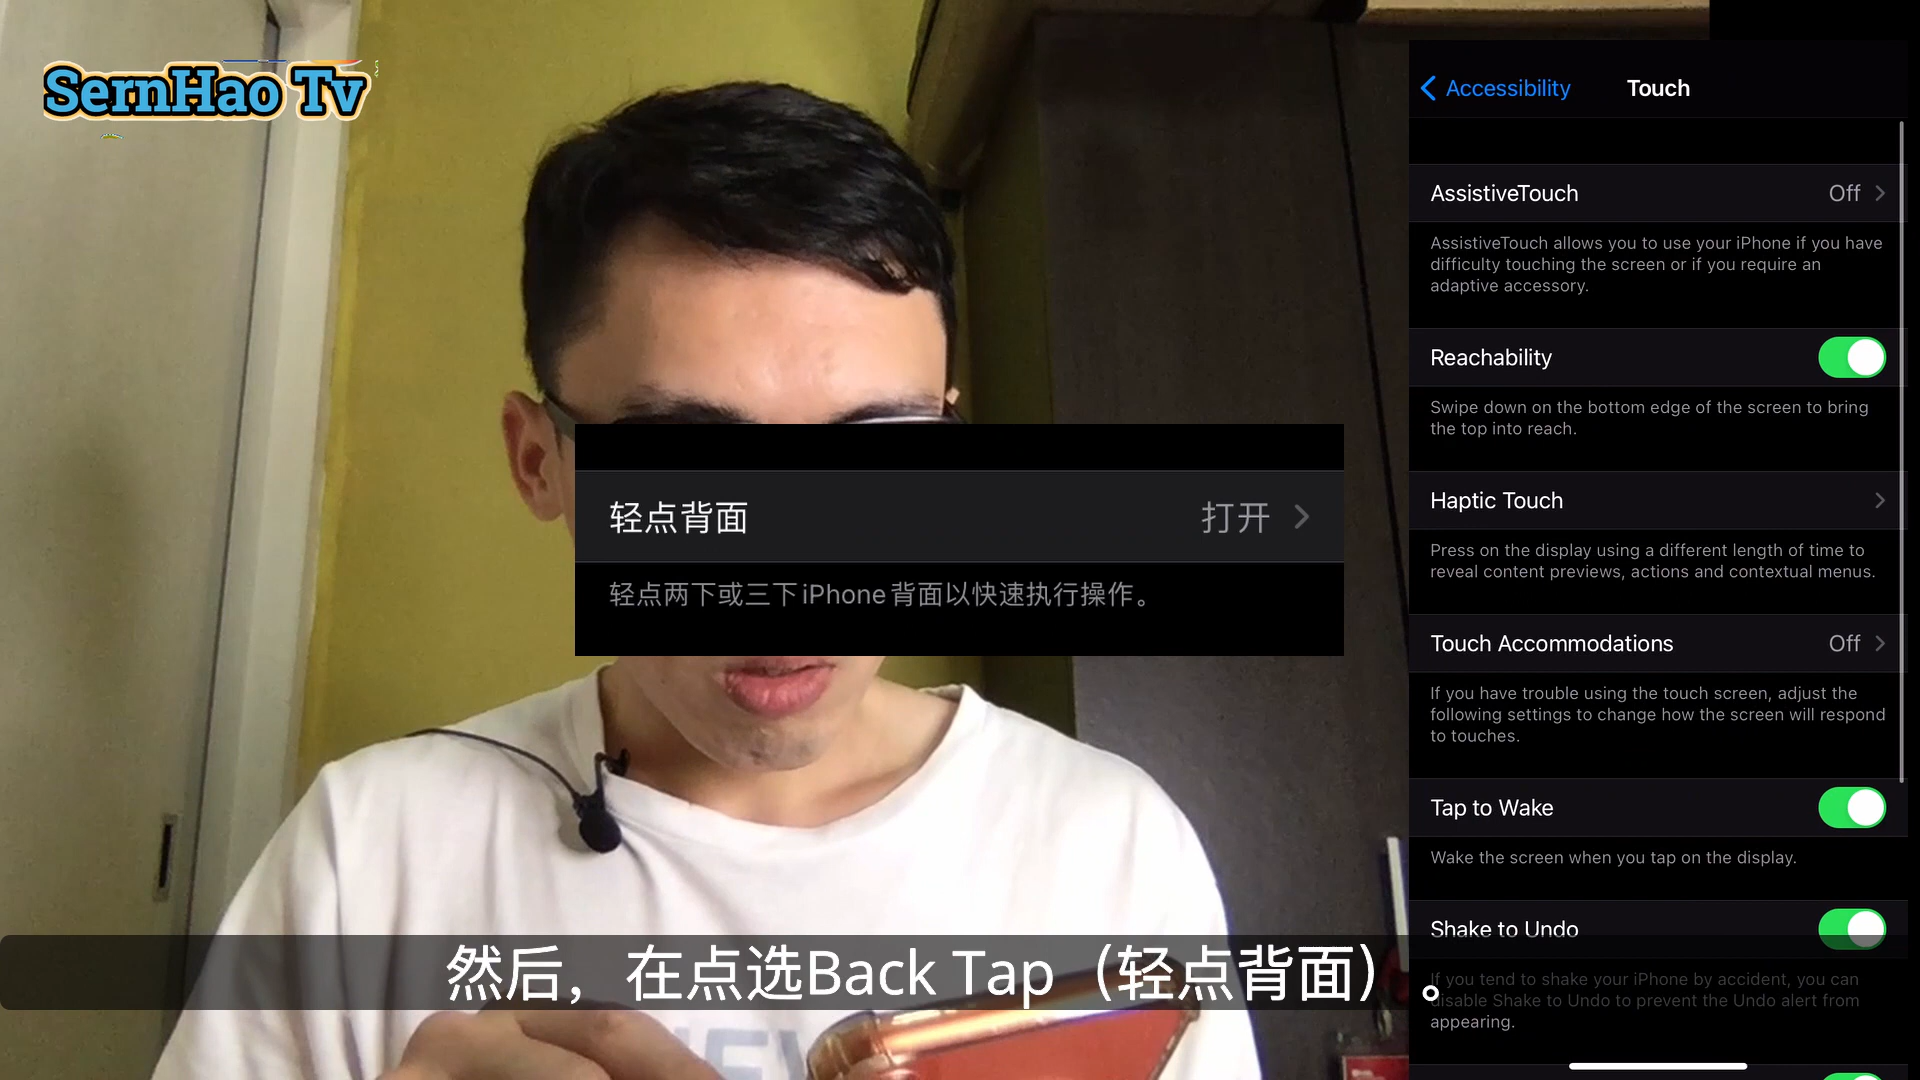 SernHao Tv
Accessibility
Touch
AssistiveTouch
Off
AssistiveTouch allows you to use your iPhone if you have
difficulty touching the screen or if you require an
adaptive accessory.
Reachability
Swipe down on the bottom edge of the screen to bring
the top into reach.
Haptic Touch
Press on the display using a different length of time to
reveal content previews, actions and contextual menus.
Touch Accommodations
Off
If you have trouble using the touch screen, adjust the
following settings to change how the screen will respond
to touches.
Tap to Wake
Wake the screen when you tap on the display.
Shake to Undo
If you tend to shake your iPhone by accident, you can
disable Shake to Undo to prevent the Undo alert from
appearing.
轻点背面
打开
轻点两下或三下iPhone背面以快速执行操作。
然后，在点选Back Tap（轻点背面）。